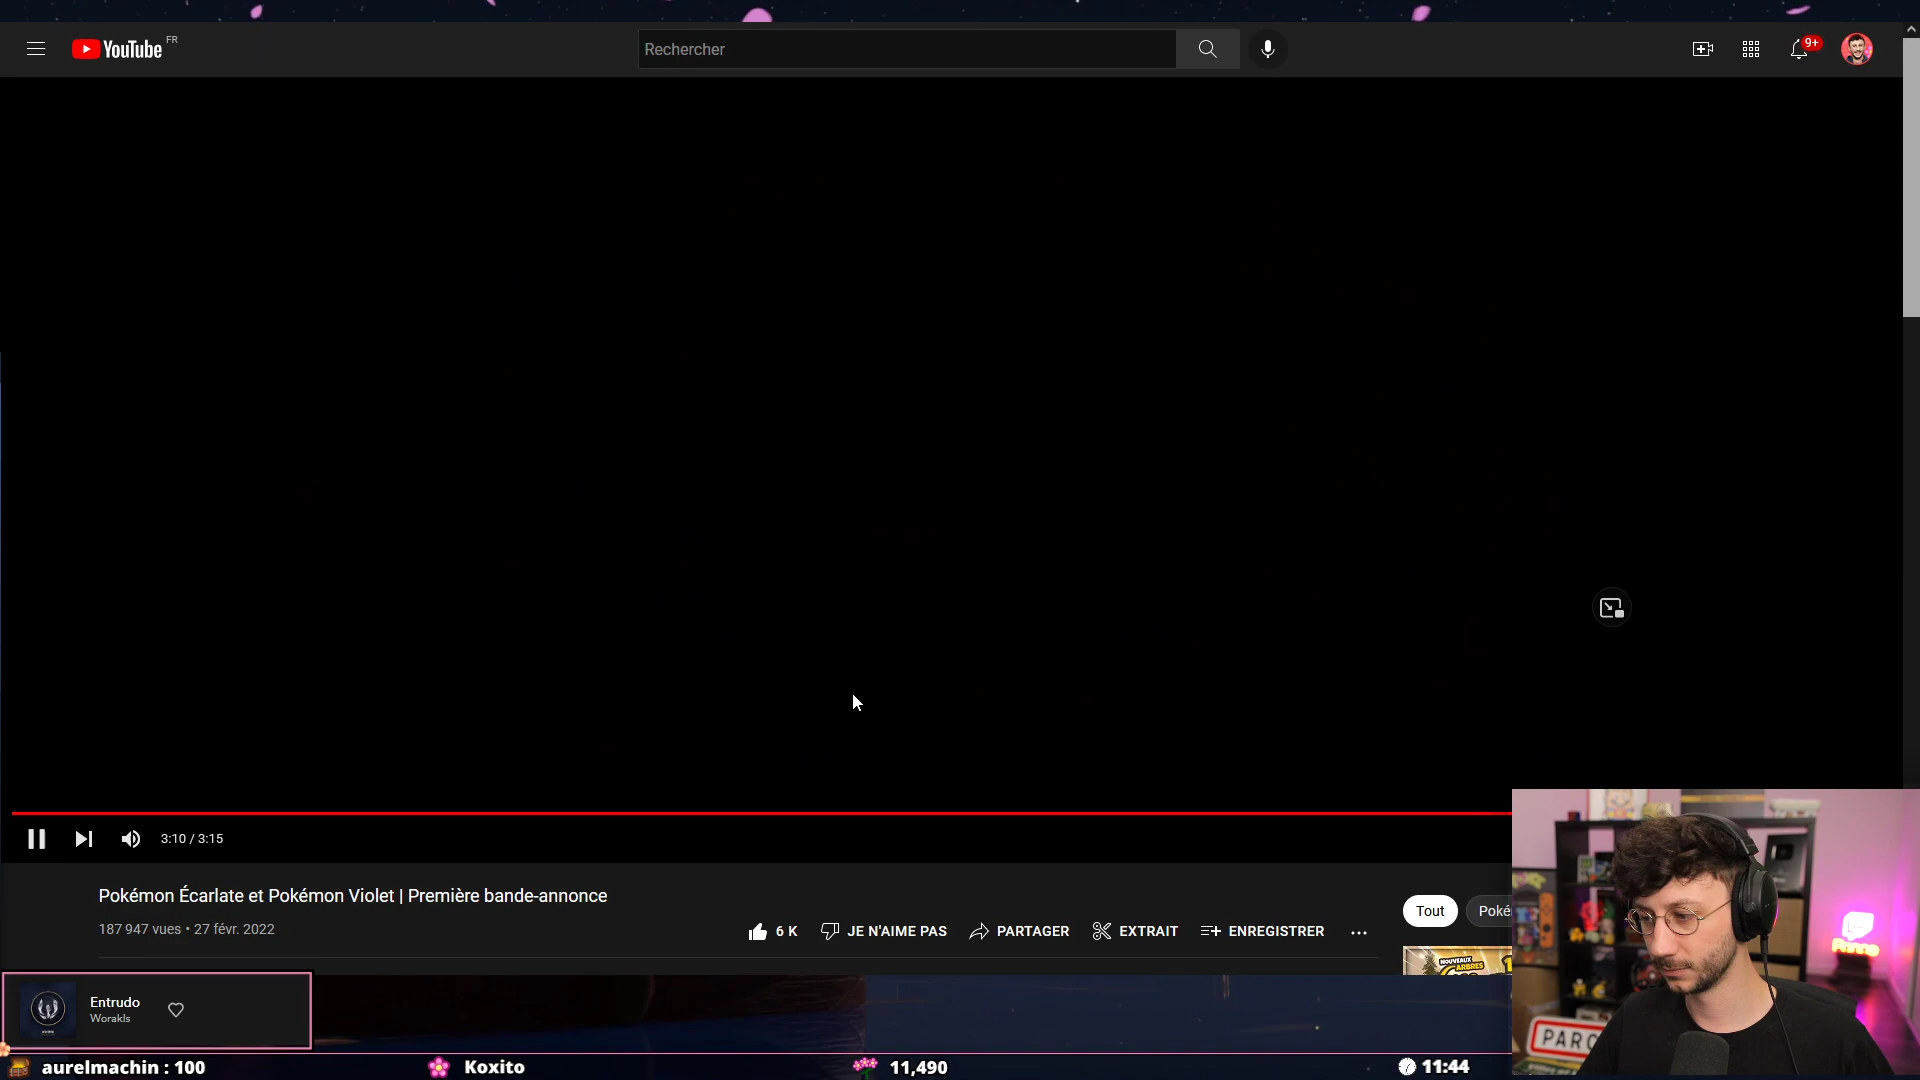 YouTube FR
Rechercher
9+
3:10 / 3:15
Pokémon Écarlate et Pokémon Violet | Première bande-annonce
187 947 vues • 27 févr. 2022
6 K
JE N'AIME PAS
PARTAGER
EXTRAIT
ENREGISTRER
Tout
Poké
NOUVEAUX
ARBRES
Entrudo
Worakls
PARC
aurelmachin : 100
Koxito
11,490
11:44